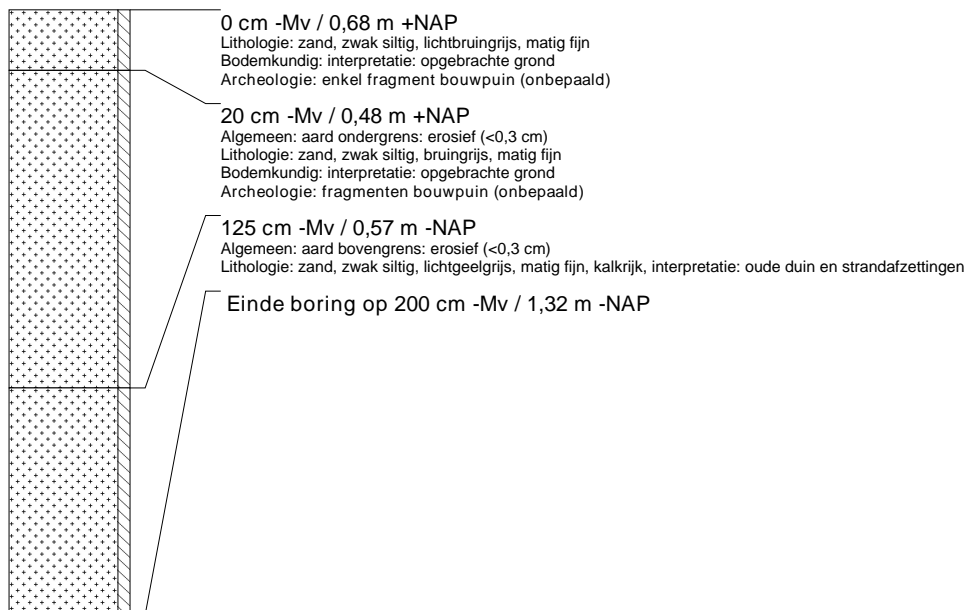 0 cm -Mv / 0,68 m +NAP
Lithologie: zand, zwak siltig, lichtbruingrijs, matig fijn
Bodemkundig: interpretatie: opgebrachte grond
Archeologie: enkel fragment bouwpuin (onbepaald)
20 cm -Mv / 0,48 m +NAP
Algemeen: aard ondergrens: erosief (<0,3 cm)
Lithologie: zand, zwak siltig, bruingrijs, matig fijn
Bodemkundig: interpretatie: opgebrachte grond
Archeologie: fragmenten bouwpuin (onbepaald)
125 cm -Mv / 0,57 m -NAP
Algemeen: aard bovengrens: erosief (<0,3 cm)
Lithologie: zand, zwak siltig, lichtgeelgrijs, matig fijn, kalkrijk, interpretatie: oude duin en strandafzettingen
Einde boring op 200 cm -Mv / 1,32 m -NAP